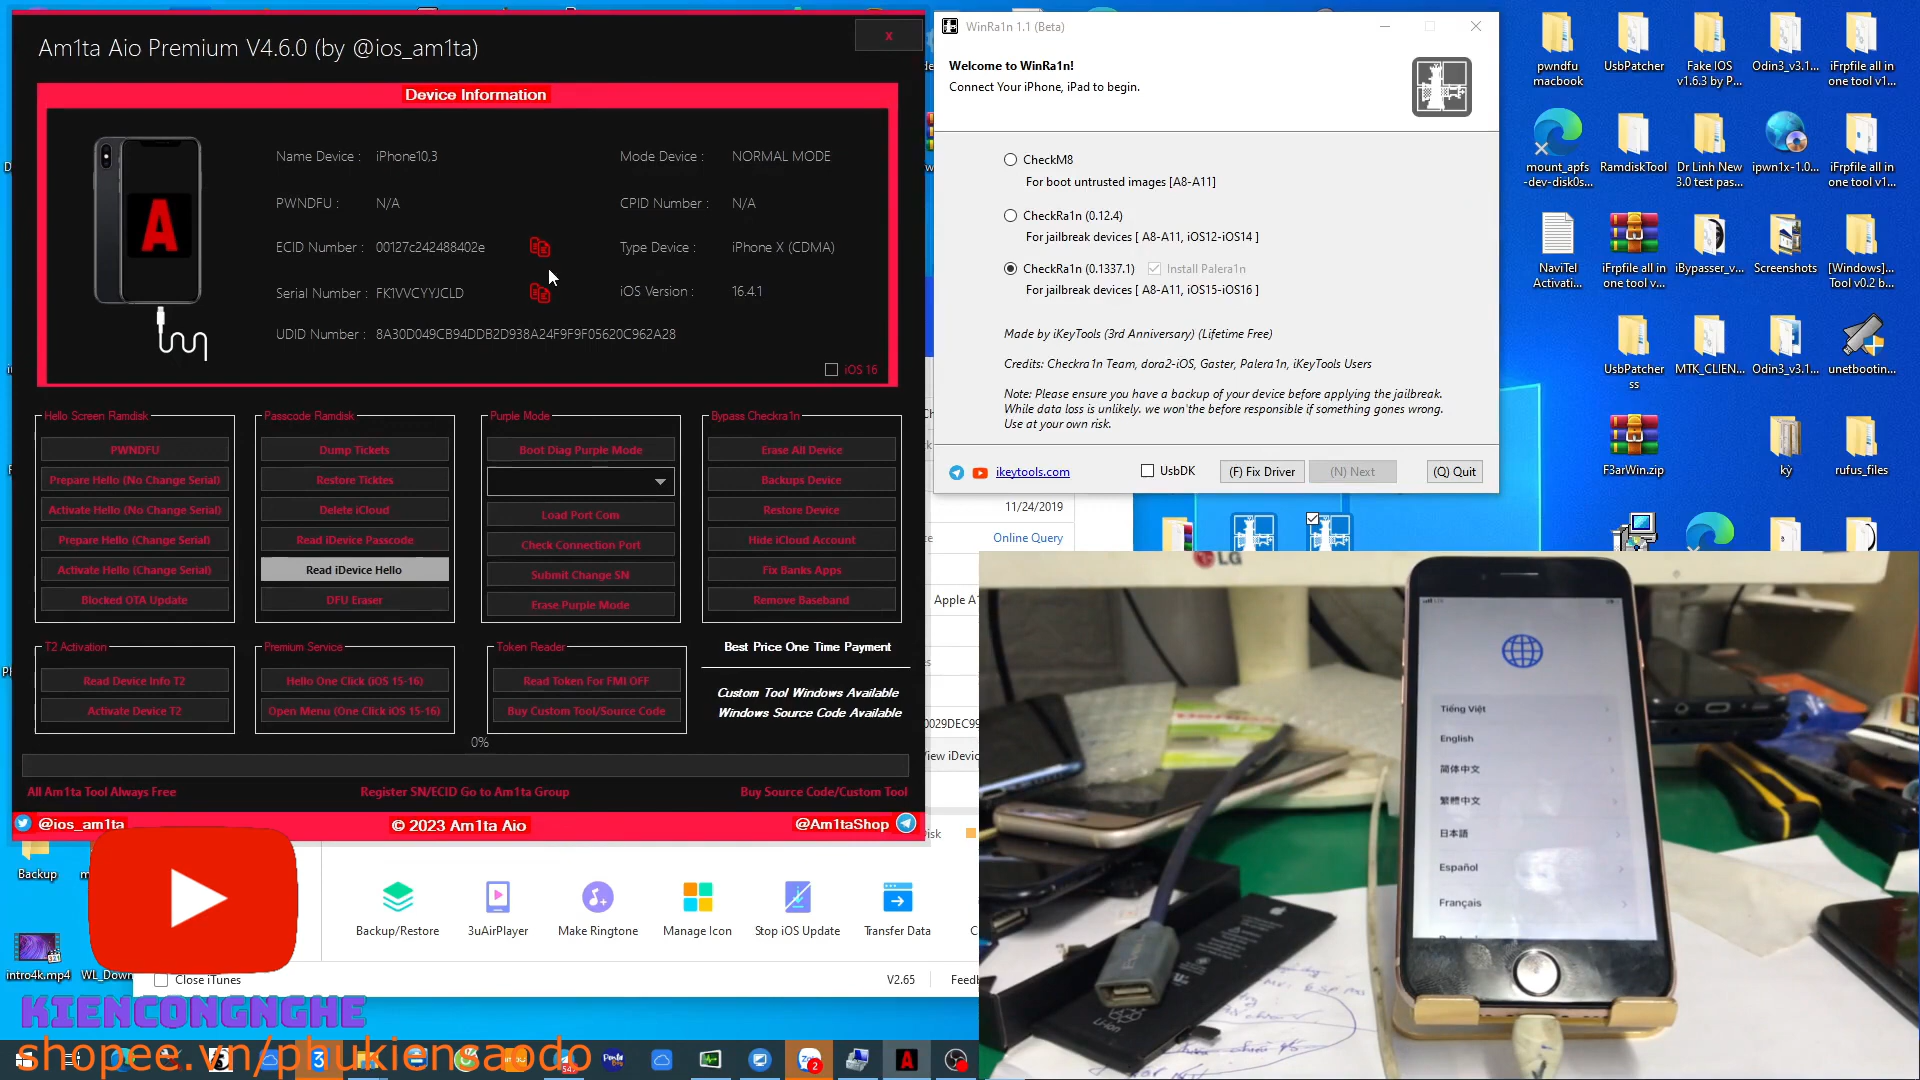 Am1ta Aio Premium V4.6.0 (by @ios_am1ta)
x
Device Information
Name Device : iPhone10,3
Mode Device : NORMAL MODE
PWNDFU : N/A
CPID Number : N/A
ECID Number : 00127c242488402e
Type Device : iPhone X (CDMA)
Serial Number : FK1VVCYYJCLD
iOS Version : 16.4.1
UDID Number : 8A30D049CB94DDB2D938A24F9F9F05620C962A28
iOS 16
Hello Screen Ramdisk
PWNDFU
Prepare Hello (No Change Serial)
Activate Hello (No Change Serial)
Prepare Hello (Change Serial)
Activate Hello (Change Serial)
Blocked OTA Update
Passcode Ramdisk
Dump Tickets
Restore Ticktes
Delete iCloud
Read iDevice Passcode
Read iDevice Hello
DFU Eraser
Purple Mode
Boot Diag Purple Mode
Load Port Com
Check Connection Port
Submit Change SN
Erase Purple Mode
Bypass Checkra1n
Erase All Device
Backups Device
Restore Device
Hide iCloud Account
Fix Banks Apps
Remove Baseband
T2 Activation
Read Device Info T2
Activate Device T2
Premium Service
Hello One Click (iOS 15-16)
Open Menu (One Click iOS 15-16)
Token Reader
Read Token For FMI OFF
Buy Custom Tool/Source Code
Best Price One Time Payment
Custom Tool Windows Available
Windows Source Code Available
0%
All Am1ta Tool Always Free
Register SN/ECID Go to Am1ta Group
Buy Source Code/Custom Tool
@ios_am1ta
© 2023 Am1ta Aio
@Am1taShop
WinRa1n 1.1 (Beta)
Welcome to WinRa1n!
Connect Your iPhone, iPad to begin.
CheckM8
For boot untrusted images [A8-A11]
CheckRa1n (0.12.4)
For jailbreak devices [ A8-A11, iOS12-iOS14 ]
CheckRa1n (0.1337.1)
Install Palera1n
For jailbreak devices [ A8-A11, iOS15-iOS16 ]
Made by iKeyTools (3rd Anniversary) (Lifetime Free)
Credits: Checkra1n Team, dora2-iOS, Gaster, Palera1n, iKeyTools Users
Note: Please ensure you have a backup of your device before applying the jailbreak.
While data loss is unlikely. we won'the before responsible if something gones wrong.
Use at your own risk.
ikeytools.com
UsbDK
(F) Fix Driver
(N) Next
(Q) Quit
11/24/2019
Online Query
Apple A1
0029DEC99
pwndfu macbook
UsbPatcher
Fake IOS v1.6.3 by P...
Odin3_v3.1...
iFrpfile all in one tool v1...
mount_apfs -dev-disk0s...
RamdiskTool
Dr Linh New 3.0 test pas...
ipwn1x-1.0...
iFrpfile all in one tool v1...
NaviTel Activati...
iFrpfile all in one tool v...
iBypasser_v...
Screenshots
[Windows]... Tool v0.2 b...
UsbPatcher ss
MTK_CLIEN...
Odin3_v3.1...
unetbootin...
F3arWin.zip
kỳ
rufus_files
LG
Tiếng Việt
English
简体中文
繁體中文
日本語
Español
Français
Li-ion
Backup
intro4k.mp4
WL_Down
Backup/Restore
3uAirPlayer
Make Ringtone
Manage Icon
Stop iOS Update
Transfer Data
Close iTunes
V2.65
Feedb
KIENCONGNGHE
shopee.vn/phukiensaodo